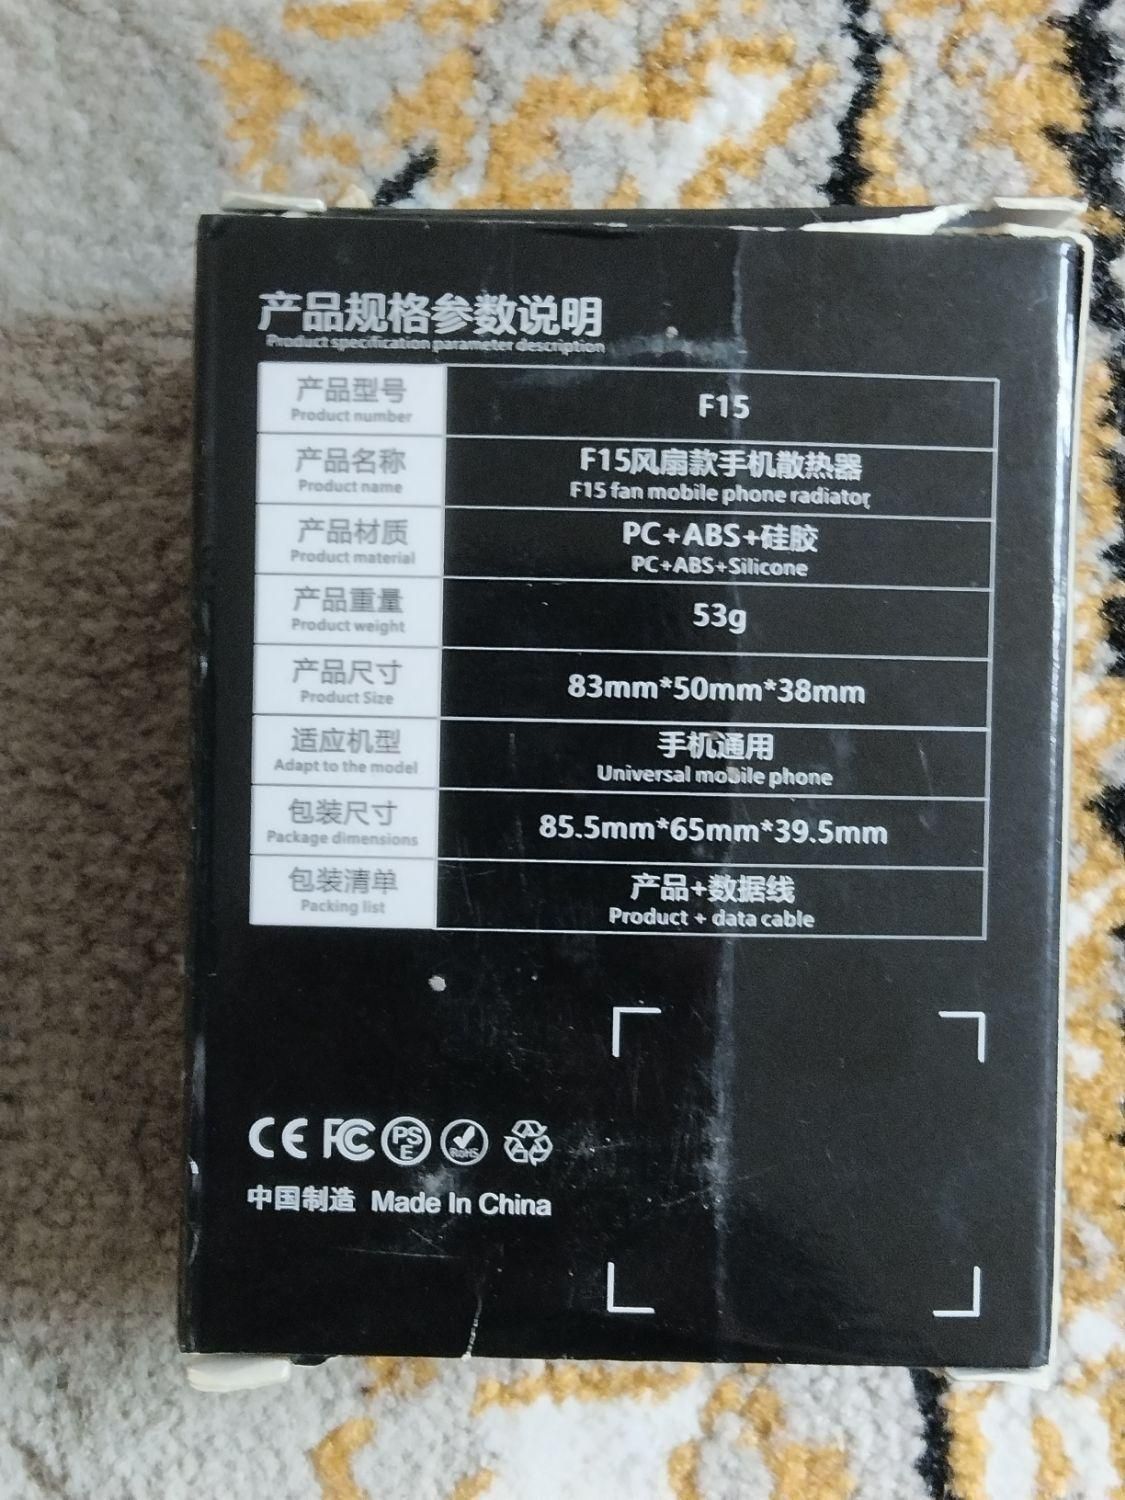 产品规格参数说明
Product specification parameter description
产品型号
Product number
F15
产品名称
Product name
F15风扇款手机散热器
F15 fan mobile phone radiator
产品材质
Product material
PC+ABS+硅胶
PC+ABS+Silicone
产品重量
Product weight
53g
产品尺寸
Product Size
83mm*50mm*38mm
适应机型
Adapt to the model
手机通用
Universal mobile phone
包装尺寸
Package dimensions
85.5mm*65mm*39.5mm
包装清单
Packing list
产品+数据线
Product + data cable
CE FC PSE RoHS
中国制造 Made In China